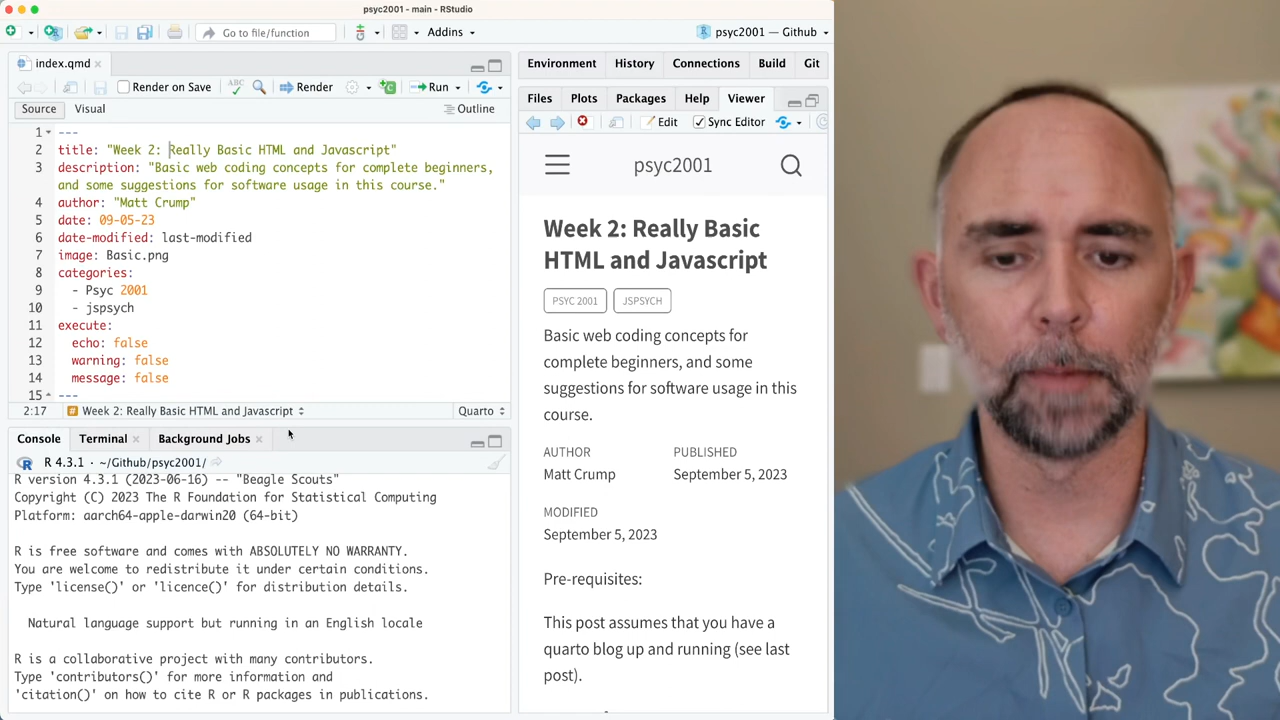 psyc2001 - main - RStudio
Go to file/function
Addins
psyc2001 — Github
index.qmd
Render on Save
ABC
Render
Run
Source
Visual
Outline
1 ---
2 title: "Week 2: Really Basic HTML and Javascript"
3 description: "Basic web coding concepts for complete beginners,
and some suggestions for software usage in this course."
4 author: "Matt Crump"
5 date: 09-05-23
6 date-modified: last-modified
7 image: Basic.png
8 categories:
9 - Psyc 2001
10 - jspsych
11 execute:
12 echo: false
13 warning: false
14 message: false
15 ---
2:17
# Week 2: Really Basic HTML and Javascript
Quarto
Console
Terminal
Background Jobs
R
R 4.3.1 · ~/Github/psyc2001/
R version 4.3.1 (2023-06-16) -- "Beagle Scouts"
Copyright (C) 2023 The R Foundation for Statistical Computing
Platform: aarch64-apple-darwin20 (64-bit)
R is free software and comes with ABSOLUTELY NO WARRANTY.
You are welcome to redistribute it under certain conditions.
Type 'license()' or 'licence()' for distribution details.
Natural language support but running in an English locale
R is a collaborative project with many contributors.
Type 'contributors()' for more information and
'citation()' on how to cite R or R packages in publications.
Environment
History
Connections
Build
Git
Files
Plots
Packages
Help
Viewer
Edit
Sync Editor
psyc2001
Week 2: Really Basic
HTML and Javascript
PSYC 2001
JSPSYCH
Basic web coding concepts for
complete beginners, and some
suggestions for software usage in this
course.
AUTHOR
PUBLISHED
Matt Crump
September 5, 2023
MODIFIED
September 5, 2023
Pre-requisites:
This post assumes that you have a
quarto blog up and running (see last
post).